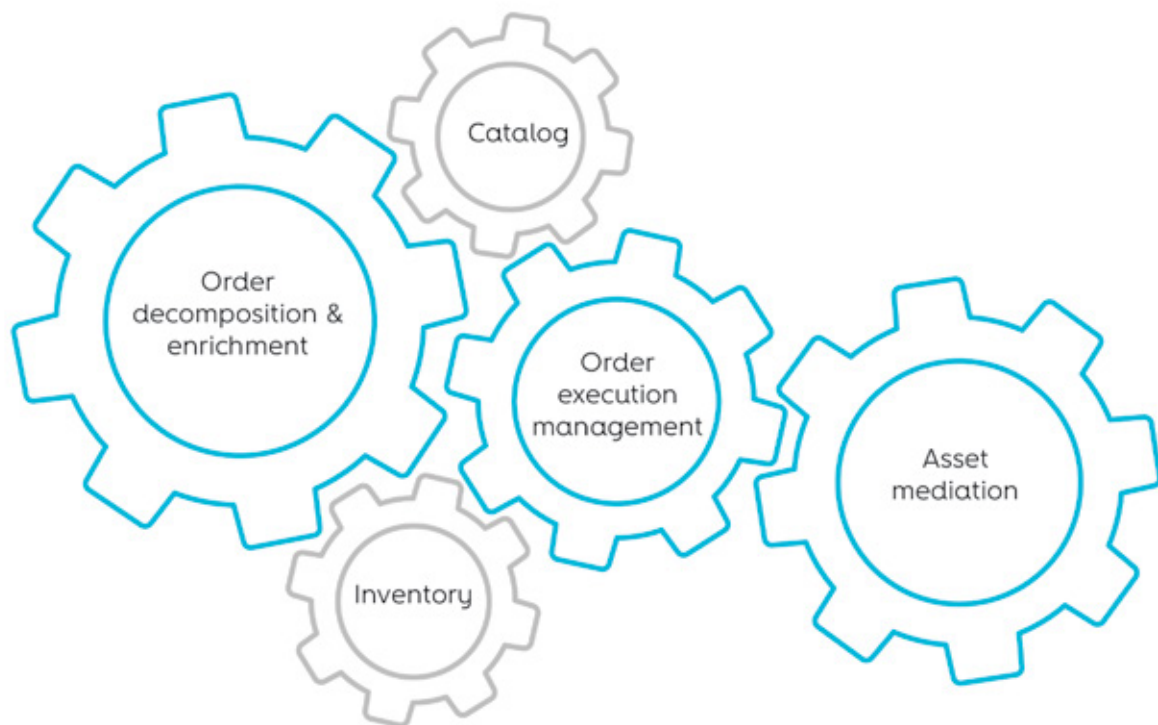 Catalog
Order
decomposition &
enrichment
Order
execution
management
Asset
mediation
Inventory